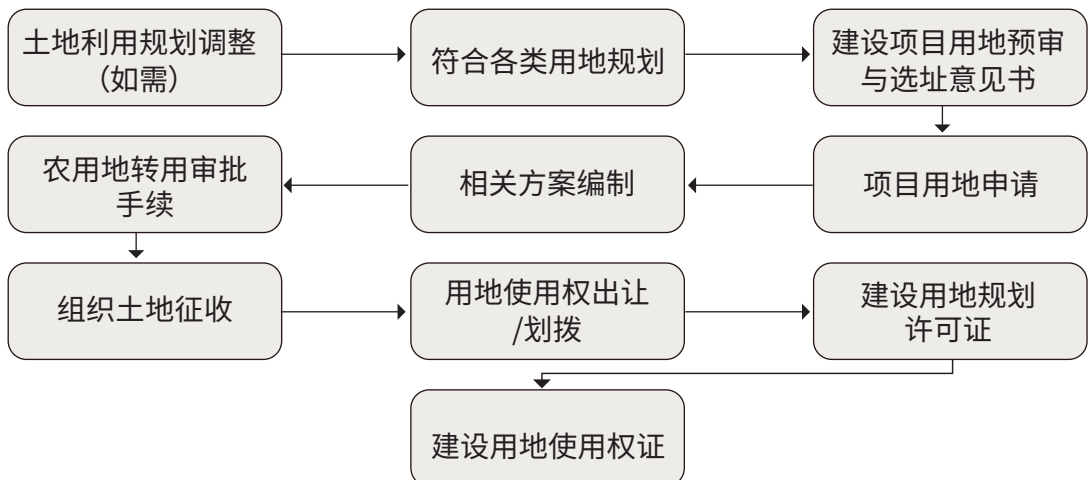 土地利用规划调整
（如需）
符合各类用地规划
建设项目用地预审
与选址意见书
项目用地申请
相关方案编制
农用地转用审批
手续
组织土地征收
用地使用权出让
/划拨
建设用地规划
许可证
建设用地使用权证